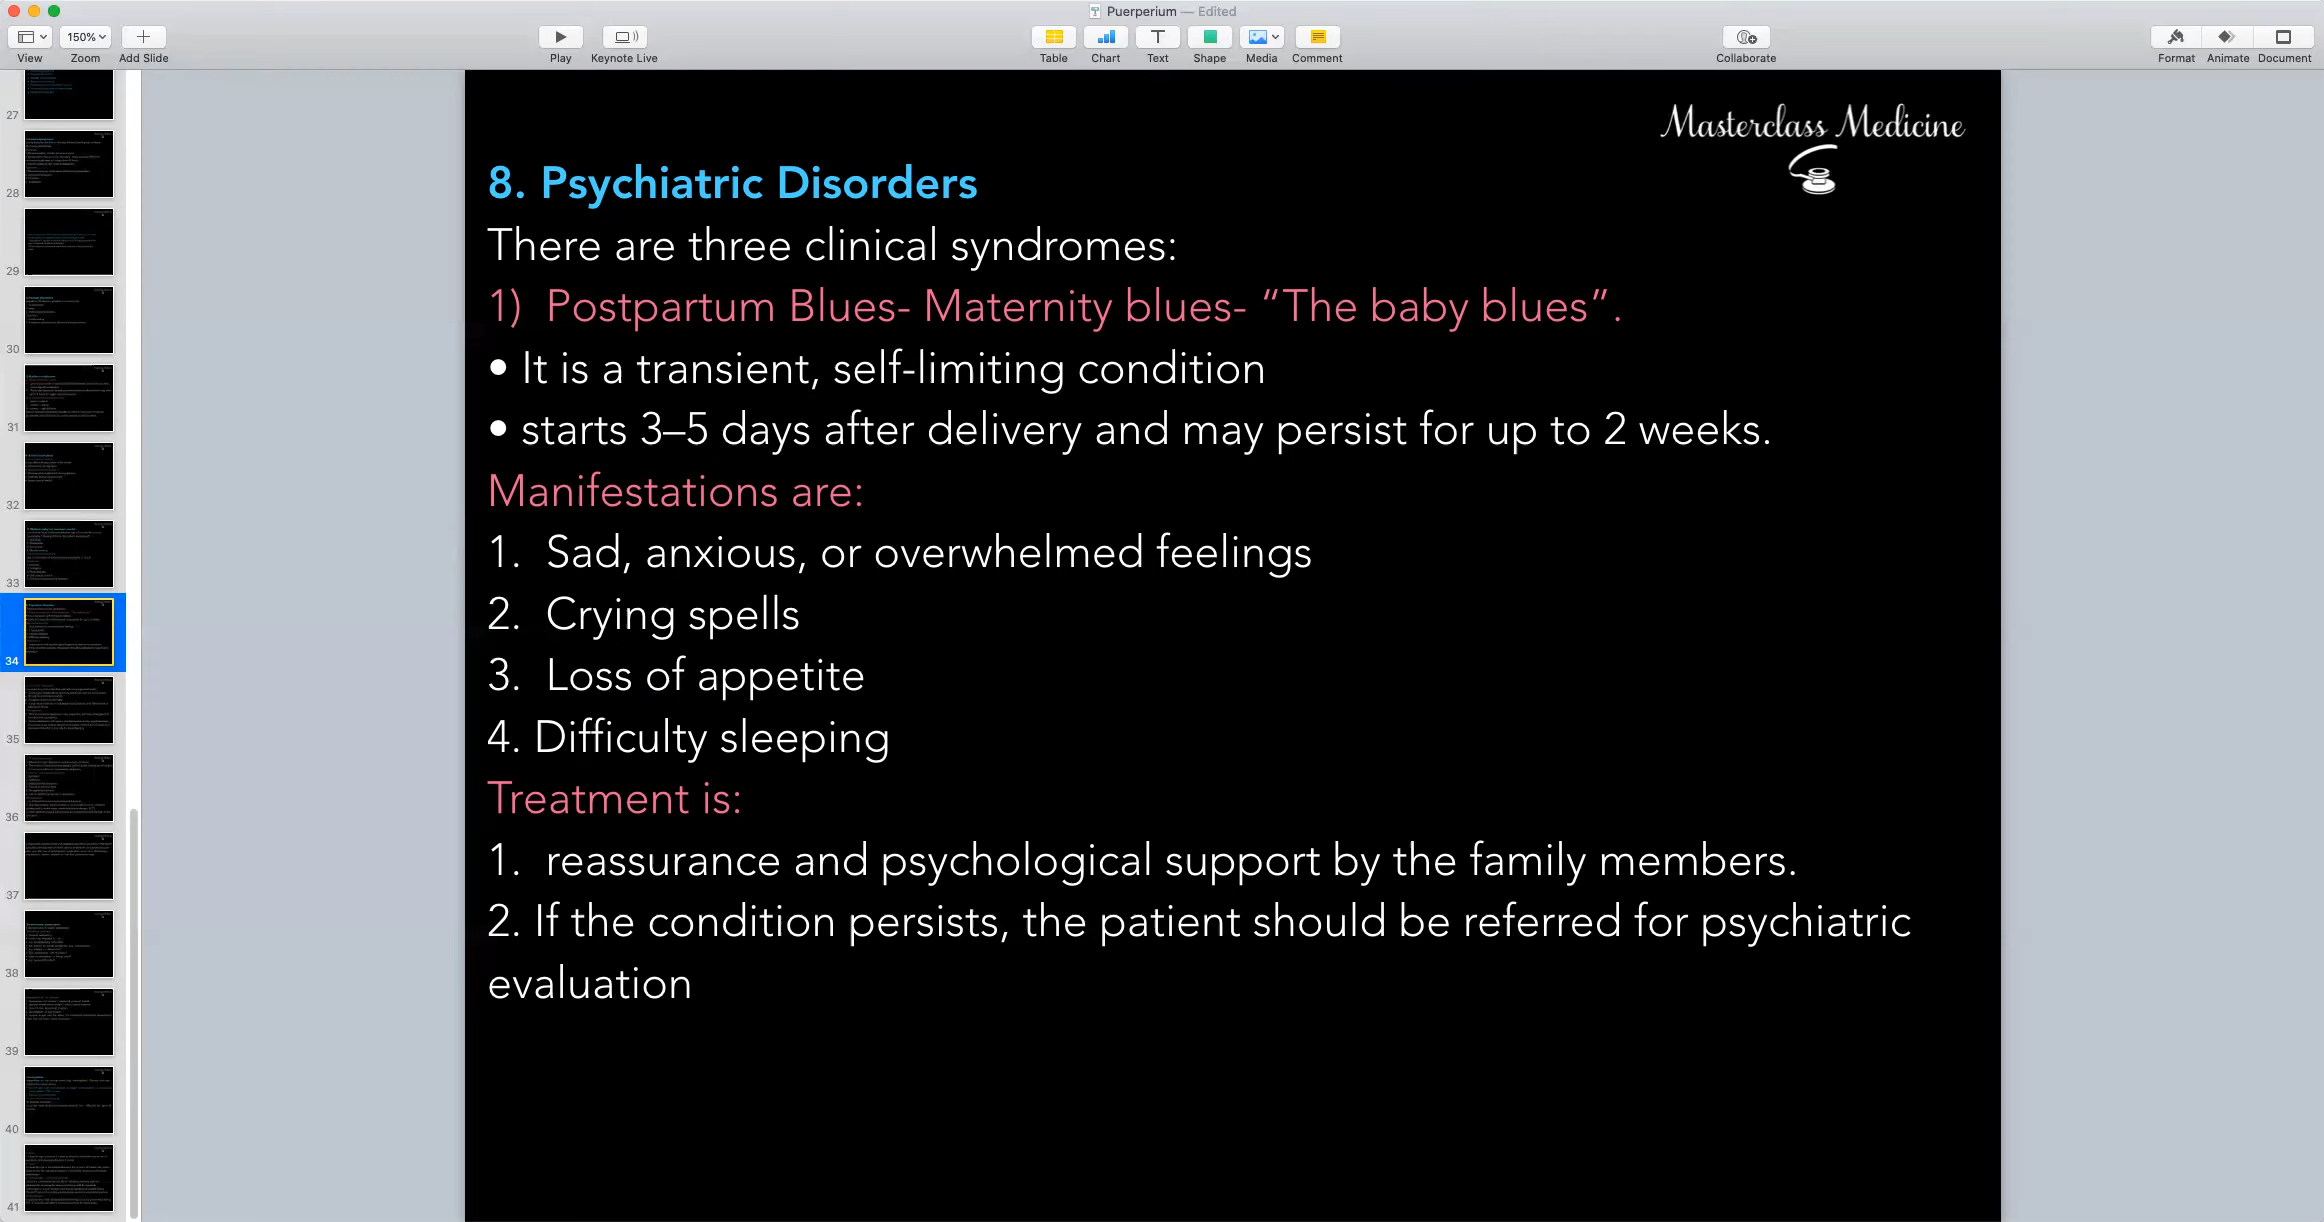 Puerperium — Edited
150%
View
Zoom
Add Slide
Play
Keynote Live
Table
Chart
Text
Shape
Media
Comment
Collaborate
Format
Animate
Document
27
28
29
30
31
32
33
34
35
36
37
38
39
40
41
Masterclass Medicine
8. Psychiatric Disorders
There are three clinical syndromes:
1) Postpartum Blues- Maternity blues- “The baby blues”.
• It is a transient, self-limiting condition
• starts 3–5 days after delivery and may persist for up to 2 weeks.
Manifestations are:
1. Sad, anxious, or overwhelmed feelings
2. Crying spells
3. Loss of appetite
4. Difficulty sleeping
Treatment is:
1. reassurance and psychological support by the family members.
2. If the condition persists, the patient should be referred for psychiatric
evaluation